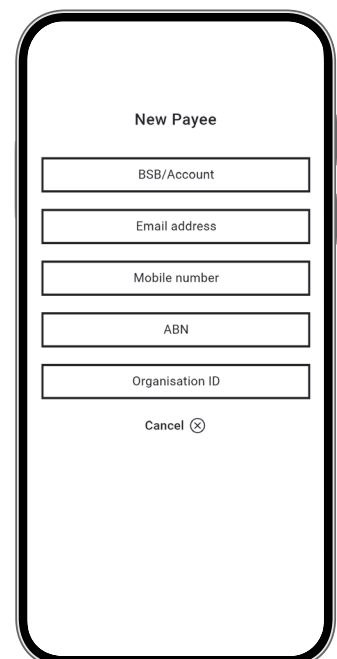 New Payee
BSB/Account
Email address
Mobile number
ABN
Organisation ID
Cancel